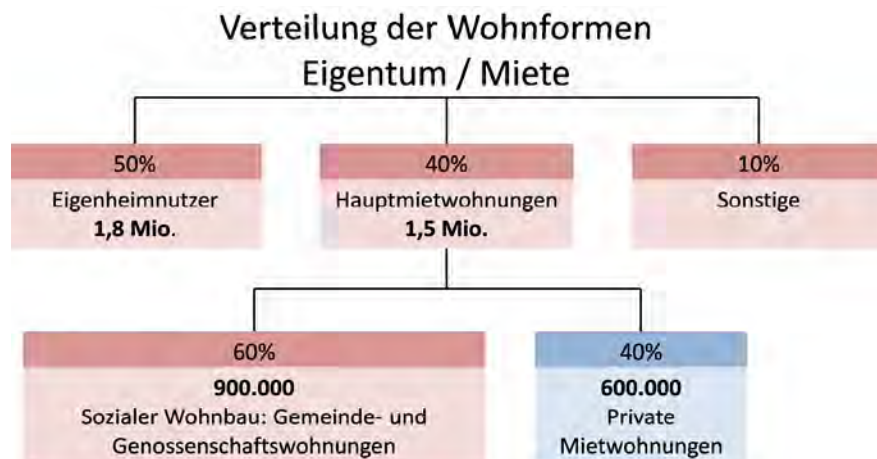 Verteilung der Wohnformen
Eigentum / Miete
50%
Eigenheimnutzer
1,8 Mio.
40%
Hauptmietwohnungen
1,5 Mio.
10%
Sonstige
60%
900.000
Sozialer Wohnbau: Gemeinde- und
Genossenschaftswohnungen
40%
600.000
Private
Mietwohnungen